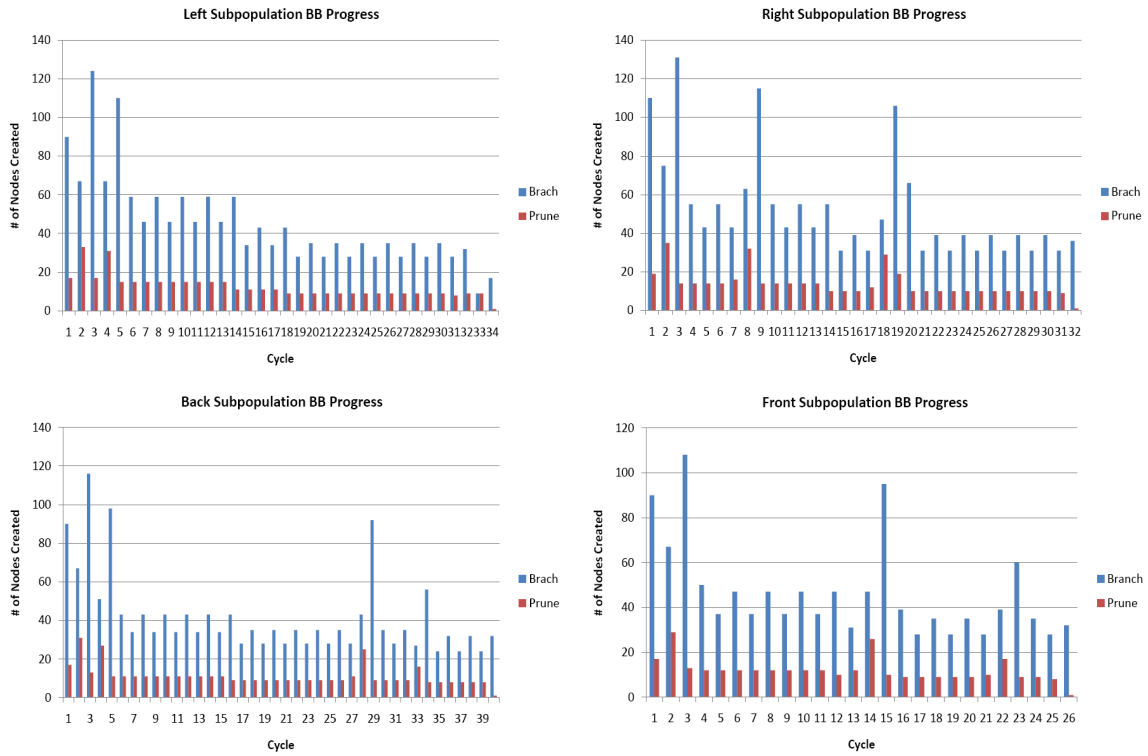 Left Subpopulation BB Progress
140
120
100
80
60
40
20
0
# of Nodes Created
1 2 3 4 5 6 7 8 9 10 11 12 13 14 15 16 17 18 19 20 21 22 23 24 25 26 27 28 29 30 31 32 33 34
Cycle
Brach
Prune
Right Subpopulation BB Progress
140
120
100
80
60
40
20
0
# of Nodes Created
1 2 3 4 5 6 7 8 9 10 11 12 13 14 15 16 17 18 19 20 21 22 23 24 25 26 27 28 29 30 31 32
Cycle
Brach
Prune
Back Subpopulation BB Progress
140
120
100
80
60
40
20
0
# of Nodes Created
1 3 5 7 9 11 13 15 17 19 21 23 25 27 29 31 33 35 37 39
Cycle
Brach
Prune
Front Subpopulation BB Progress
120
100
80
60
40
20
0
# of Nodes Created
1 2 3 4 5 6 7 8 9 10 11 12 13 14 15 16 17 18 19 20 21 22 23 24 25 26
Cycle
Branch
Prune